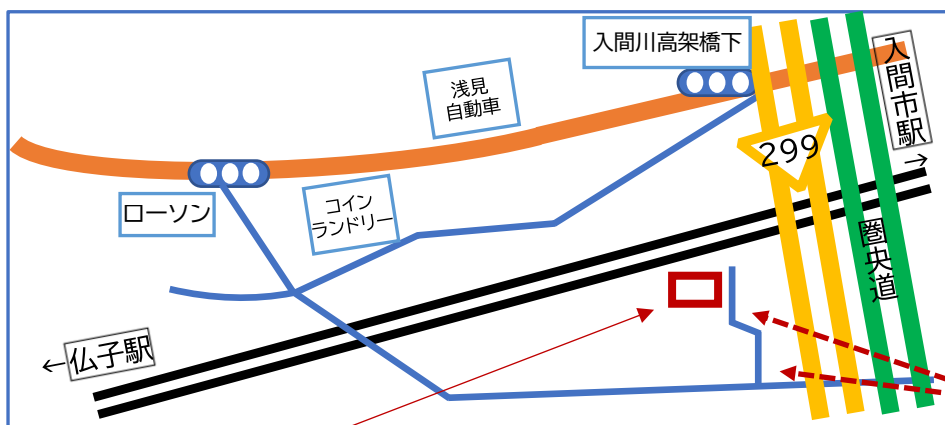 入間川高架橋下
入間市駅
→
浅見
自動車
299
ローソン
コイン
ランドリー
圏央道
←仏子駅